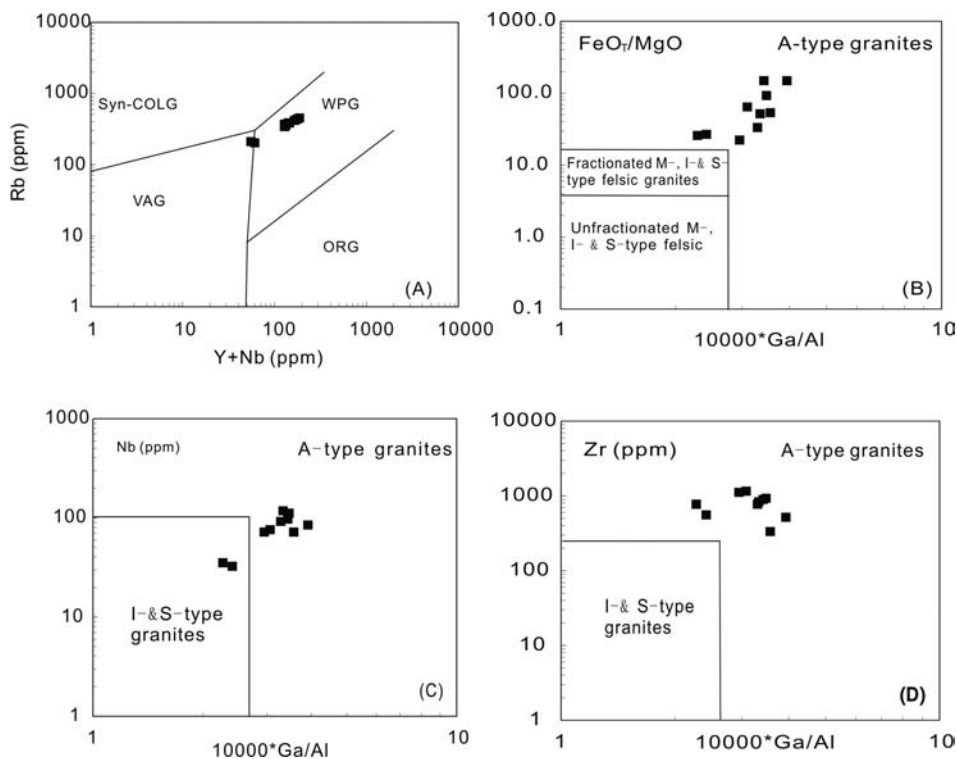 10000
1000
100
10
1
Rb (ppm)
Syn-COLG
WPG
VAG
ORG
(A)
1
10
100
1000
10000
Y+Nb (ppm)
1000.0
100.0
10.0
1.0
0.1
FeOT/MgO
A-type granites
Fractionated M-, I-& S-
type felsic granites
Unfractionated M-,
I- & S-type felsic
(B)
1
10
10000*Ga/Al
1000
100
10
1
Nb (ppm)
A-type granites
I-&S-type
granites
(C)
1
10
10000*Ga/Al
10000
1000
100
10
1
Zr (ppm)
A-type granites
I-& S-type
granites
(D)
1
10
10000*Ga/Al